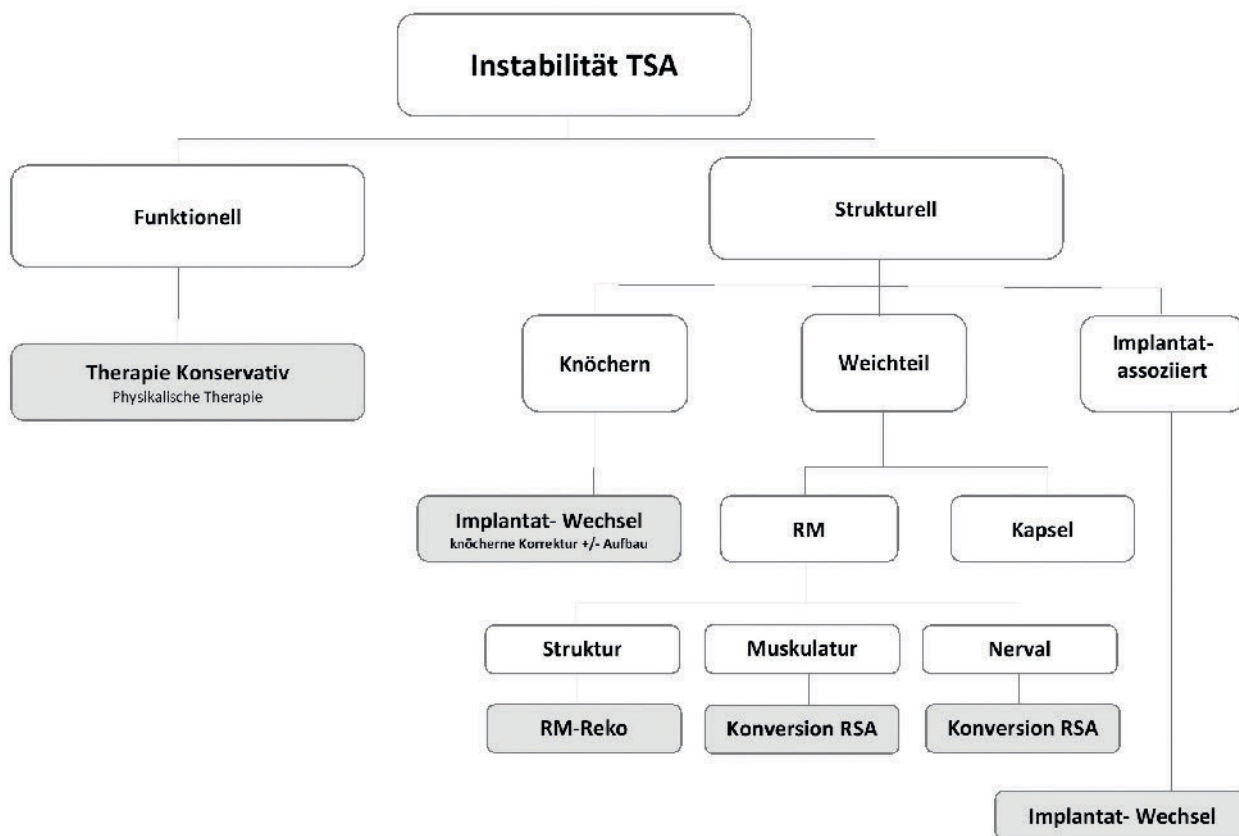 Instabilität TSA
Funktionell
Strukturell
Therapie Konservativ
Physikalische Therapie
Knöchern
Weichteil
Implantat-
assoziiert
Implantat- Wechsel
knöcherne Korrektur +/- Aufbau
RM
Kapsel
Struktur
Muskulatur
Nerval
RM-Reko
Konversion RSA
Konversion RSA
Implantat- Wechsel